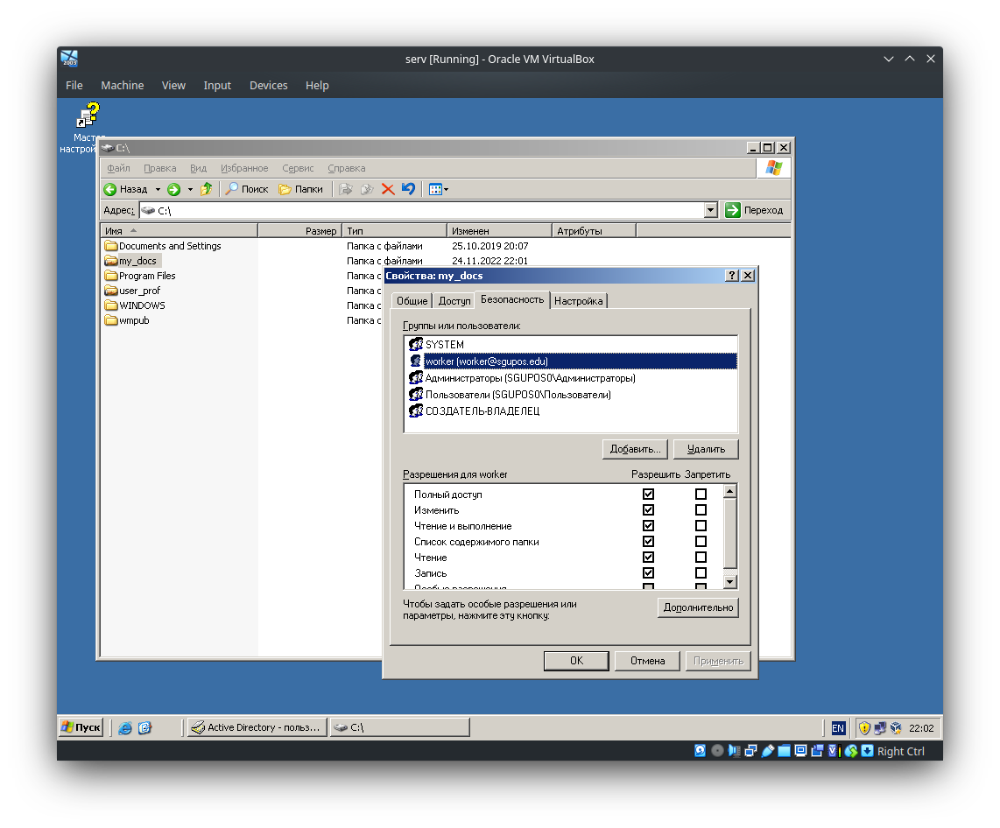 serv [Running] - Oracle VM VirtualBox
File Machine View Input Devices Help
Мастер
настрой
C:\
Файл Правка Вид Избранное Сервис Справка
Назад Поиск Папки
Адрес: C:\ Переход
Имя Размер Тип Изменен Атрибуты
Documents and Settings Папка с файлами 25.10.2019 20:07
my_docs Папка с файлами 24.11.2022 22:01
Program Files Папка с
user_prof Папка с
WINDOWS Папка с
wmpub Папка с
Свойства: my_docs
Общие Доступ Безопасность Настройка
Группы или пользователи:
SYSTEM
worker (worker@sgupos.edu)
Администраторы (SGUPOS0\Администраторы)
Пользователи (SGUPOS0\Пользователи)
СОЗДАТЕЛЬ-ВЛАДЕЛЕЦ
Добавить... Удалить
Разрешения для worker Разрешить Запретить
Полный доступ
Изменить
Чтение и выполнение
Список содержимого папки
Чтение
Запись
Особые разрешения
Чтобы задать особые разрешения или
параметры, нажмите эту кнопку:
Дополнительно
OK Отмена Применить
Пуск Active Directory - польз... C:\ EN 22:02
Right Ctrl